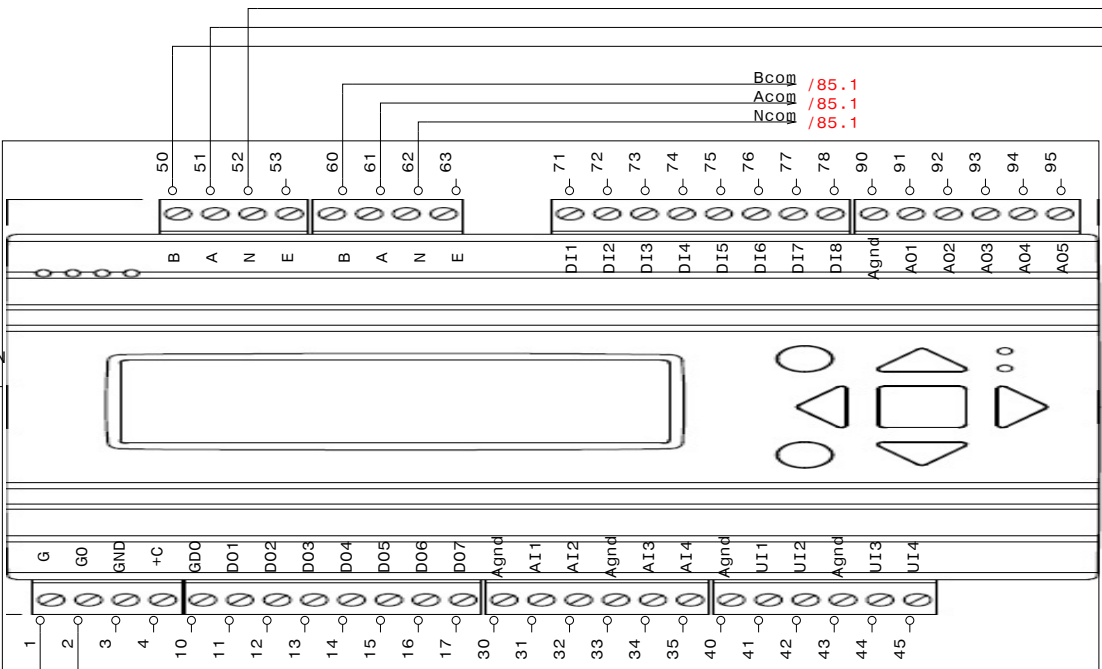 Bcom /85.1
Acom /85.1
Ncom /85.1
50 51 52 53 60 61 62 63 71 72 73 74 75 76 77 78 90 91 92 93 94 95
B A N E B A N E DI1 DI2 DI3 DI4 DI5 DI6 DI7 DI8 Agnd AO1 AO2 AO3 AO4 AO5
G G0 GND +C GDO DO1 DO2 DO3 DO4 DO5 DO6 DO7 Agnd AI1 AI2 Agnd AI3 AI4 Agnd UI1 UI2 Agnd UI3 UI4
1 2 3 4 10 11 12 13 14 15 16 17 30 31 32 33 34 35 40 41 42 43 44 45